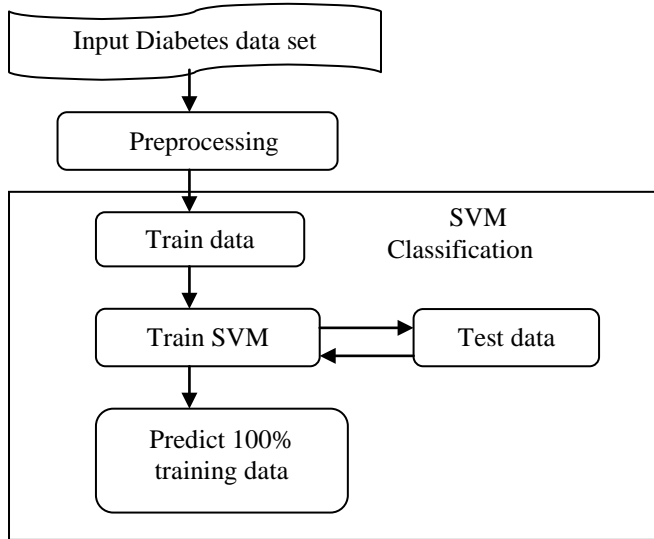 Input Diabetes data set
Preprocessing
SVM
Classification
Train data
Train SVM
Test data
Predict 100%
training data